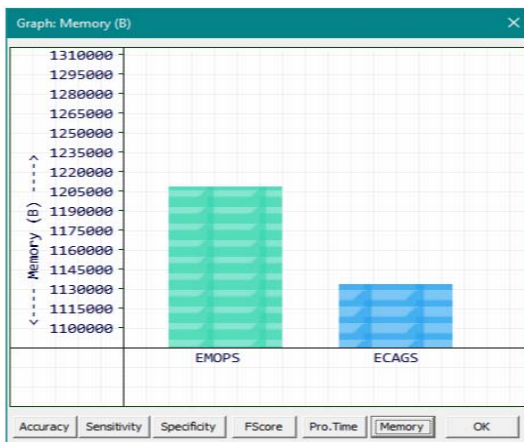 Graph: Memory (B)
1310000
1295000
1280000
1265000
1250000
1235000
1220000
1205000
1190000
1175000
1160000
1145000
1130000
1115000
1100000
<---- Memory (B) ---->
EMOPS
ECAGS
Accuracy
Sensitivity
Specificity
FScore
Pro.Time
Memory
OK